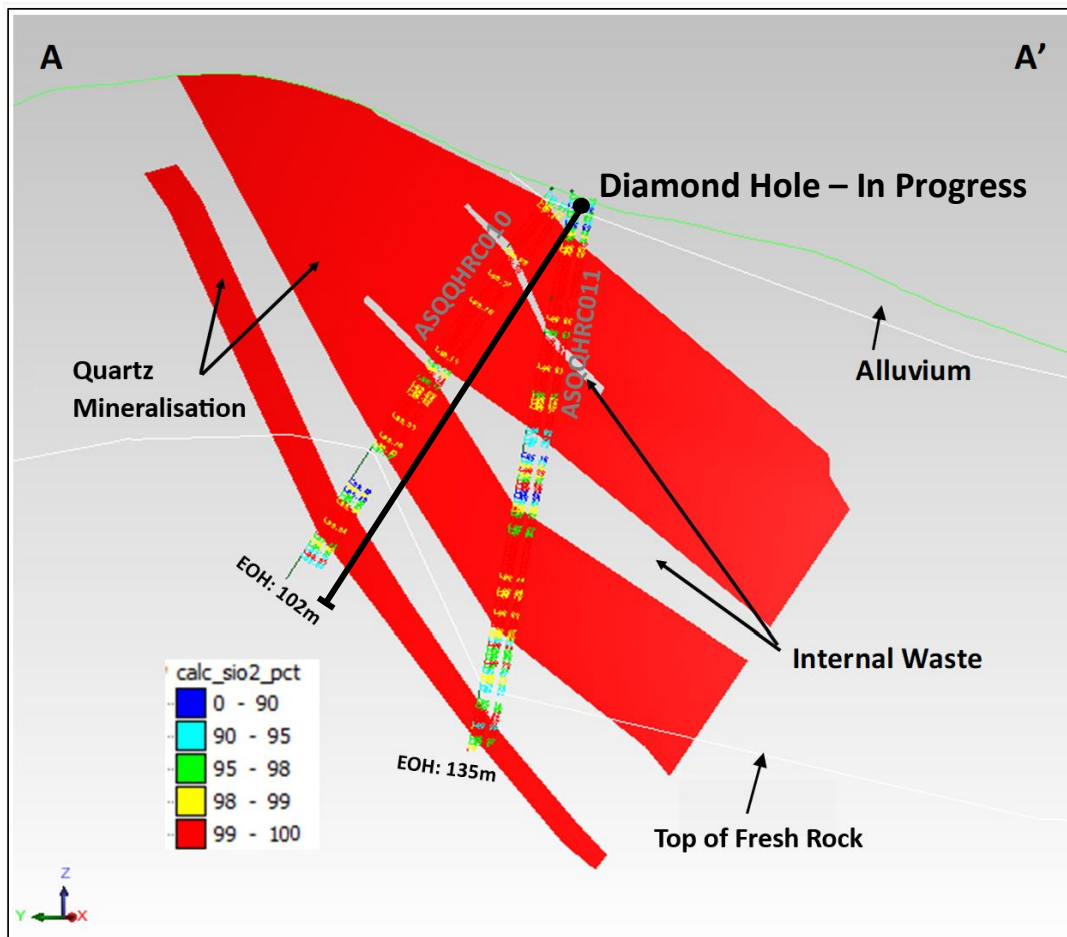 A
A'
Diamond Hole – In Progress
ASQQHRC010
ASQQHRC011
Alluvium
Quartz
Mineralisation
EOH: 102m
Internal Waste
EOH: 135m
Top of Fresh Rock
calc_sio2_pct
0 - 90
90 - 95
95 - 98
98 - 99
99 - 100
Z
Y
X